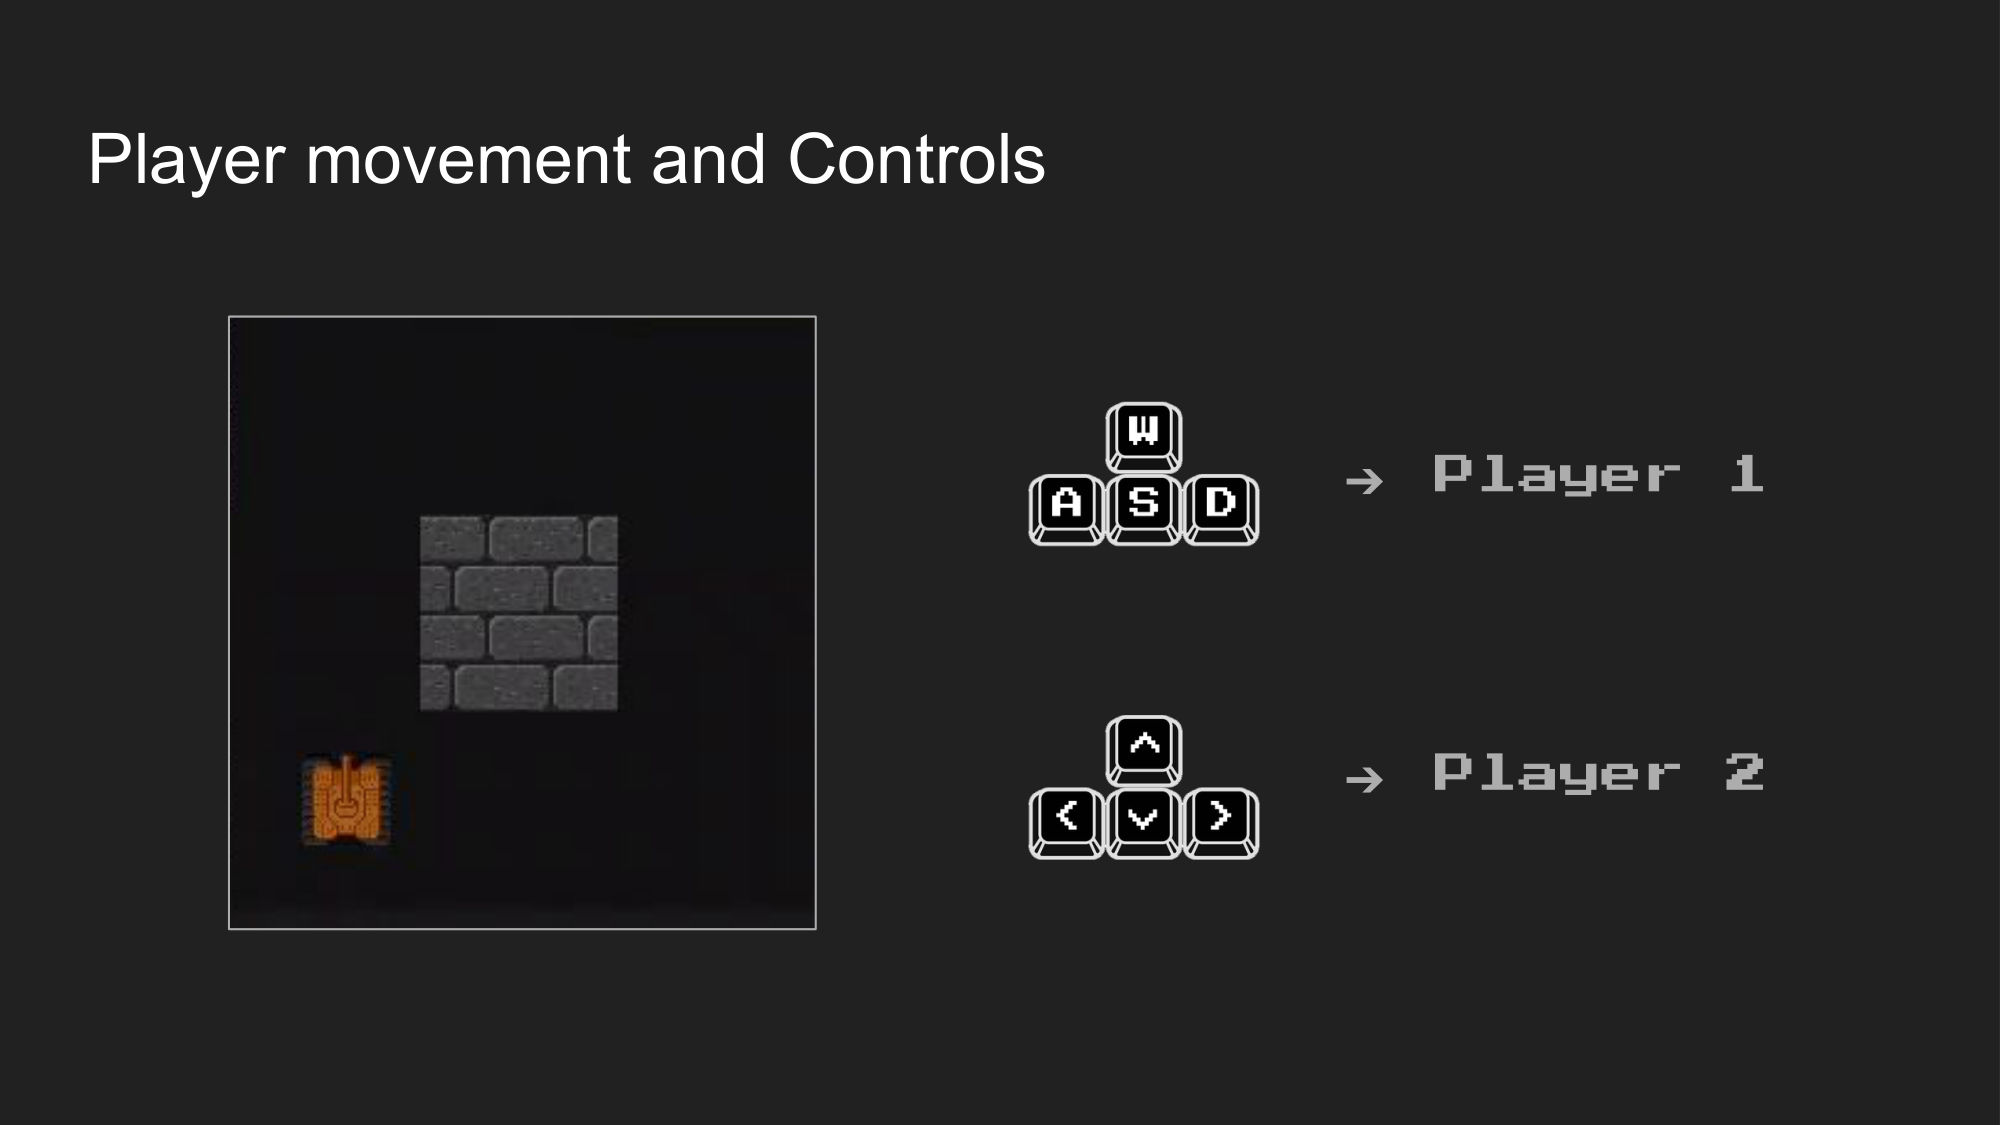 Player movement and Controls
W
A S D
→ Player 1
^
< v >
→ Player 2